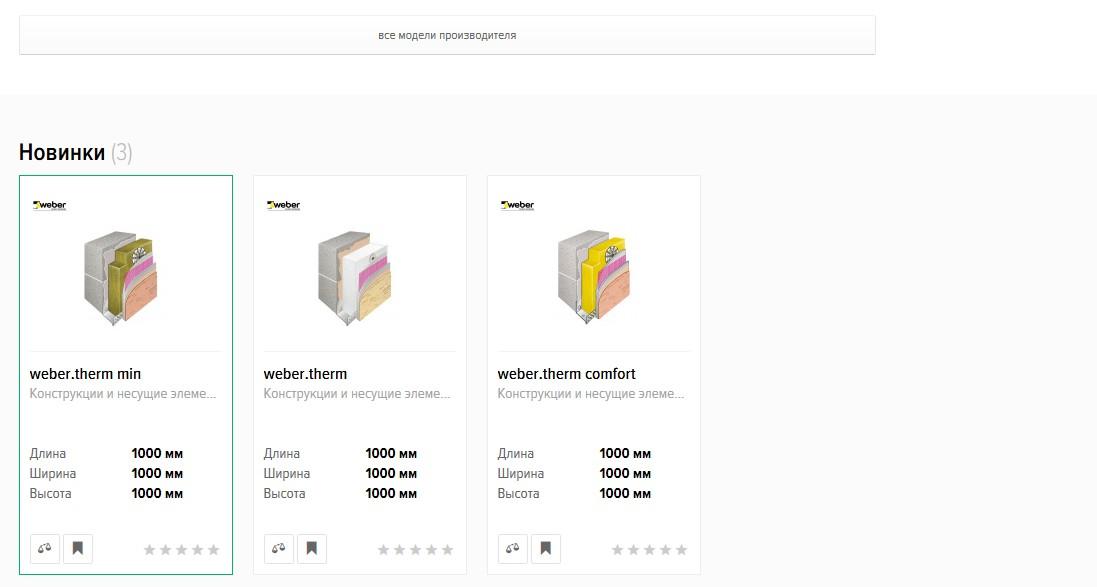 все модели производителя
Новинки (3)
weber
weber.therm min
Конструкции и несущие элеме...
Длина 1000 мм
Ширина 1000 мм
Высота 1000 мм
weber
weber.therm
Конструкции и несущие элеме...
Длина 1000 мм
Ширина 1000 мм
Высота 1000 мм
weber
weber.therm comfort
Конструкции и несущие элеме...
Длина 1000 мм
Ширина 1000 мм
Высота 1000 мм